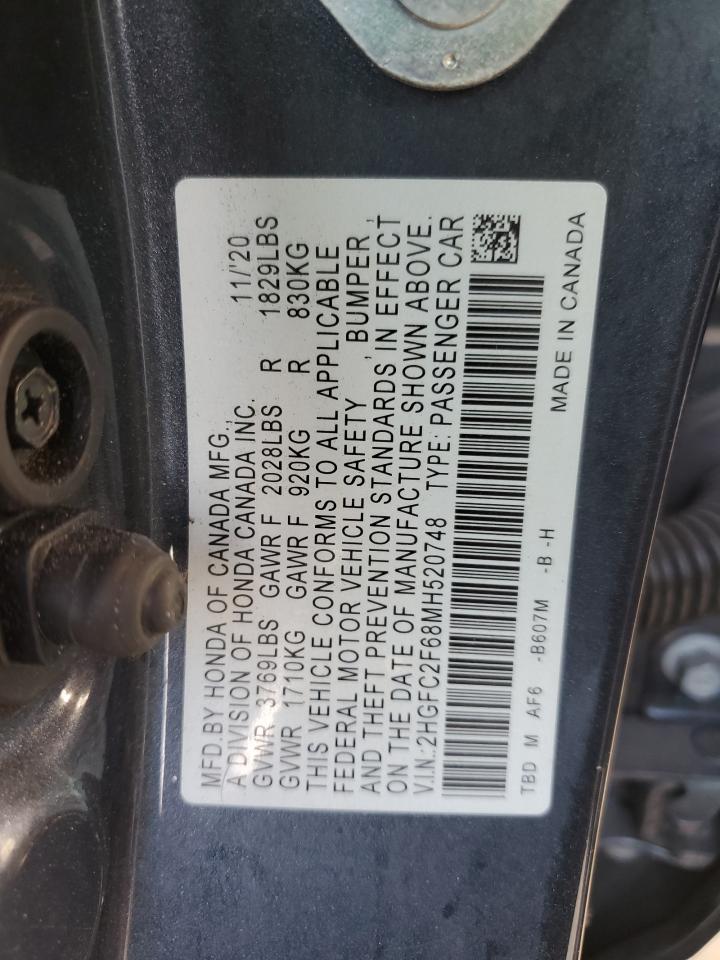 MFD.BY HONDA OF CANADA MFG.,
A DIVISION OF HONDA CANADA INC. 11/'20
GVWR 3769LBS GAWR F 2028LBS R 1829LBS
GVWR 1710KG GAWR F 920KG R 830KG
THIS VEHICLE CONFORMS TO ALL APPLICABLE
FEDERAL MOTOR VEHICLE SAFETY , BUMPER ,
AND THEFT PREVENTION STANDARDS IN EFFECT
ON THE DATE OF MANUFACTURE SHOWN ABOVE.
V.I.N.:2HGFC2F68MH520748 TYPE: PASSENGER CAR
TBD M AF6 -B607M -B -H MADE IN CANADA